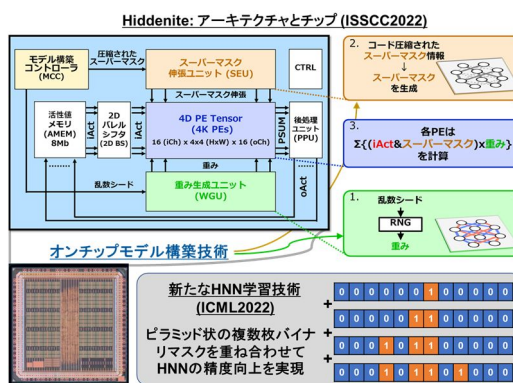 Hiddenite: アーキテクチャとチップ (ISSCC2022)
モデル構築
コントローラ
(MCC)
圧縮された
スーパーマスク
スーパーマスク
伸張ユニット (SEU)
CTRL
スーパーマスク伸張
活性値
メモリ
(AMEM)
8Mb
iAct
2D
バレル
シフタ
(2D BS)
iAct
4D PE Tensor
(4K PEs)
16 (iCh) x 4x4 (HxW) x 16 (oCh)
PSUM
後処理
ユニット
(PPU)
重み
oAct
乱数シード
重み生成ユニット
(WGU)
2.
コード圧縮された
スーパーマスク情報
↓
スーパーマスク
を生成
3.
各PEは
Σ{(iAct&スーパーマスク)x重み}
を計算
1.
乱数シード
RNG
重み
オンチップモデル構築技術
新たなHNN学習技術
(ICML2022)
ピラミッド状の複数枚バイナ
リマスクを重ね合わせて
HNNの精度向上を実現
+ 0 0 0 0 0 0 1 0 0 0 0 0
+ 0 0 0 0 0 1 1 0 0 0 0 0
+ 0 0 0 1 0 1 1 0 0 0 0 0
+ 0 0 0 1 0 1 1 0 1 0 0 0